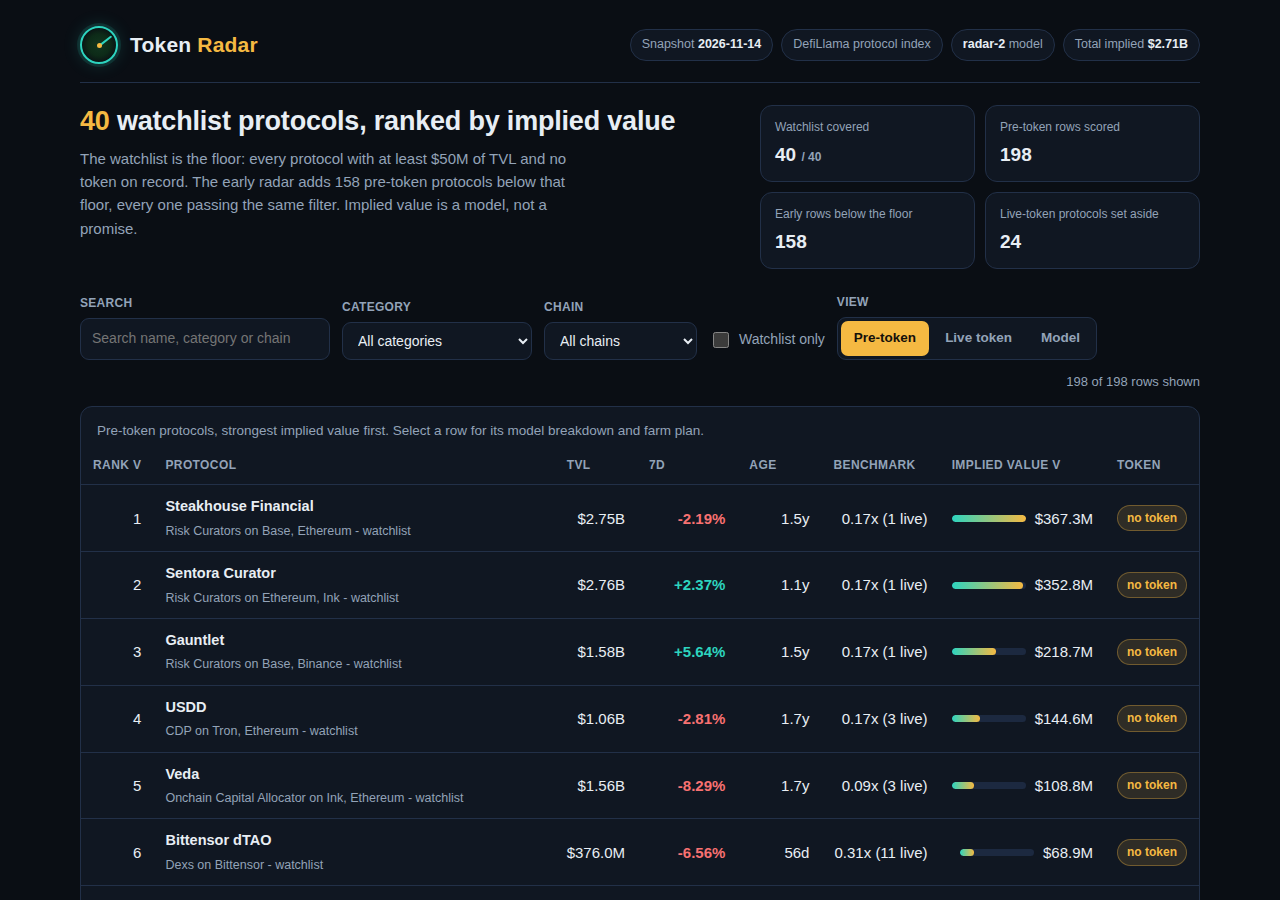 Token Radar
Snapshot 2026-11-14
DefiLlama protocol index
radar-2 model
Total implied $2.71B
40 watchlist protocols, ranked by implied value
The watchlist is the floor: every protocol with at least $50M of TVL and no
token on record. The early radar adds 158 pre-token protocols below that
floor, every one passing the same filter. Implied value is a model, not a
promise.
Watchlist covered
40 / 40
Pre-token rows scored
198
Early rows below the floor
158
Live-token protocols set aside
24
SEARCH
Search name, category or chain
CATEGORY
All categories
CHAIN
All chains
Watchlist only
VIEW
Pre-token Live token Model
198 of 198 rows shown
Pre-token protocols, strongest implied value first. Select a row for its model breakdown and farm plan.
RANK V PROTOCOL TVL 7D AGE BENCHMARK IMPLIED VALUE V TOKEN
1 Steakhouse Financial $2.75B -2.19% 1.5y 0.17x (1 live) $367.3M no token
Risk Curators on Base, Ethereum - watchlist
2 Sentora Curator $2.76B +2.37% 1.1y 0.17x (1 live) $352.8M no token
Risk Curators on Ethereum, Ink - watchlist
3 Gauntlet $1.58B +5.64% 1.5y 0.17x (1 live) $218.7M no token
Risk Curators on Base, Binance - watchlist
4 USDD $1.06B -2.81% 1.7y 0.17x (3 live) $144.6M no token
CDP on Tron, Ethereum - watchlist
5 Veda $1.56B -8.29% 1.7y 0.09x (3 live) $108.8M no token
Onchain Capital Allocator on Ink, Ethereum - watchlist
6 Bittensor dTAO $376.0M -6.56% 56d 0.31x (11 live) $68.9M no token
Dexs on Bittensor - watchlist